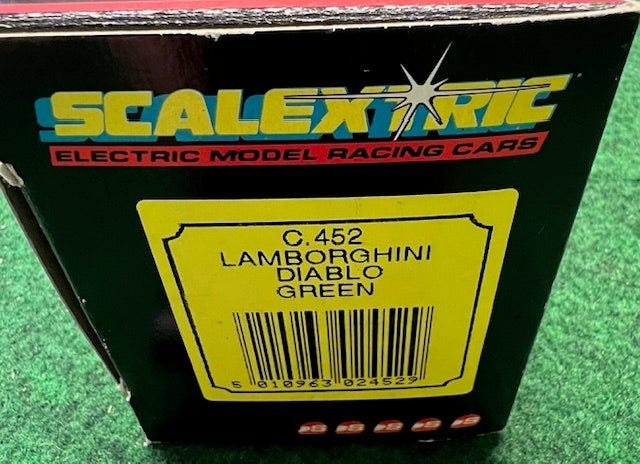 SCALEXTRIC
ELECTRIC MODEL RACING CARS
C.452
LAMBORGHINI
DIABLO
GREEN
5 010963 024529